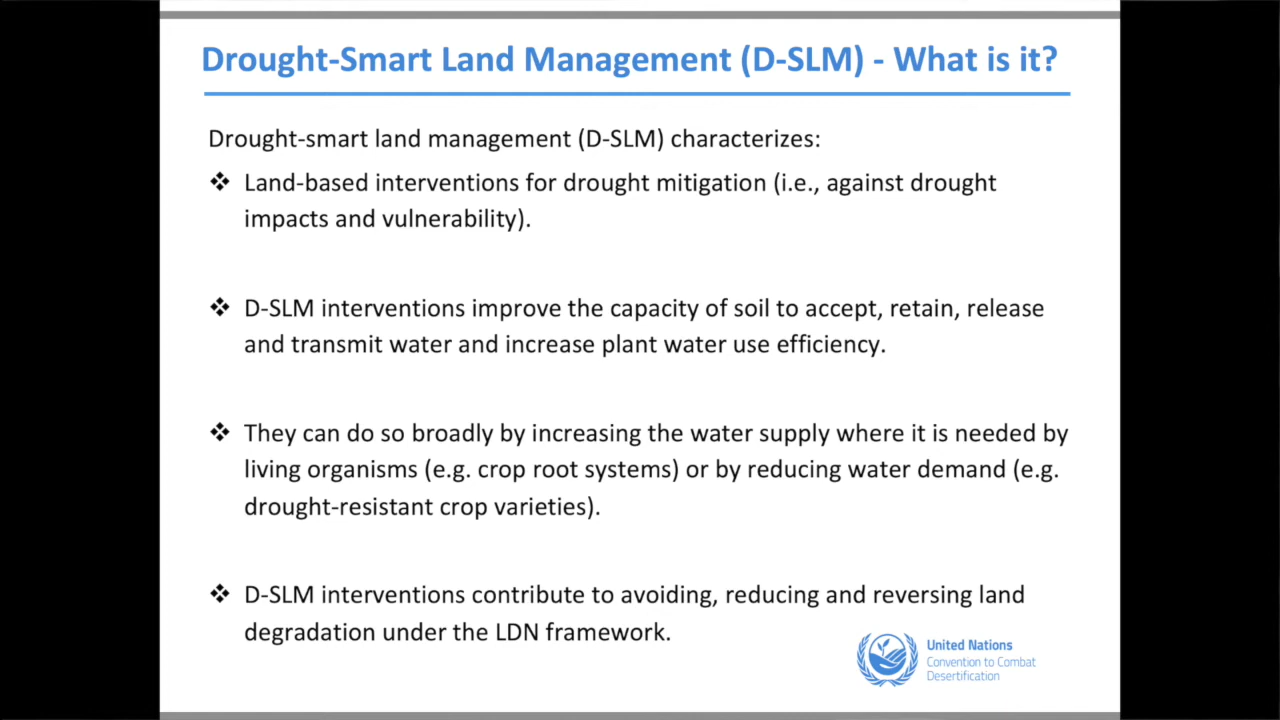 Drought-Smart Land Management (D-SLM) - What is it?
Drought-smart land management (D-SLM) characterizes:
❖ Land-based interventions for drought mitigation (i.e., against drought
impacts and vulnerability).
❖ D-SLM interventions improve the capacity of soil to accept, retain, release
and transmit water and increase plant water use efficiency.
❖ They can do so broadly by increasing the water supply where it is needed by
living organisms (e.g. crop root systems) or by reducing water demand (e.g.
drought-resistant crop varieties).
❖ D-SLM interventions contribute to avoiding, reducing and reversing land
degradation under the LDN framework.
United Nations
Convention to Combat
Desertification